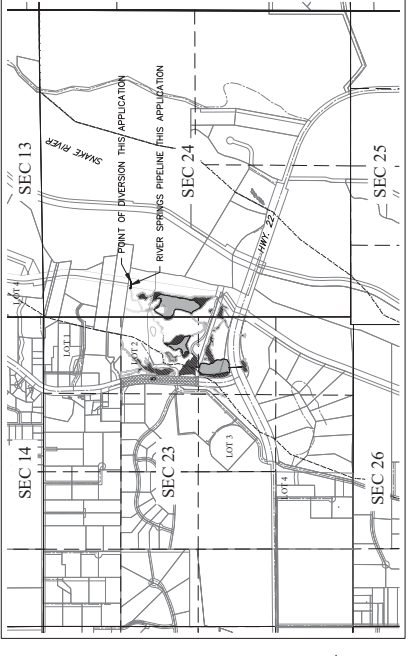 SEC 14
SEC 13
LOT 4
LOT 1
SNAKE RIVER
POINT OF DIVERSION THIS APPLICATION
RIVER SPRINGS PIPELINE THIS APPLICATION
LOT 2
SEC 23
SEC 24
LOT 3
HWY. 22
LOT 4
SEC 26
SEC 25